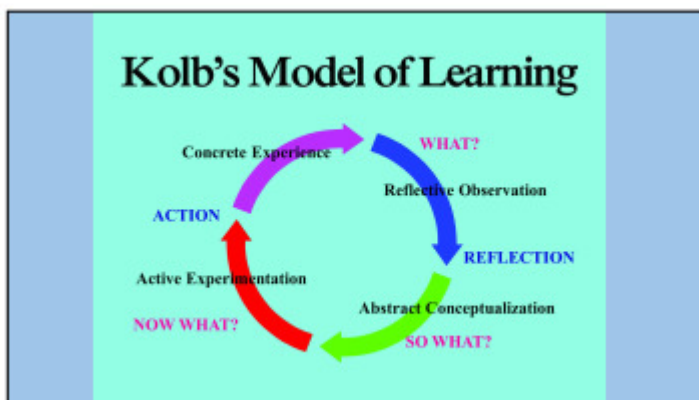 Kolb's Model of Learning
Concrete Experience
WHAT?
Reflective Observation
ACTION
REFLECTION
Active Experimentation
Abstract Conceptualization
NOW WHAT?
SO WHAT?